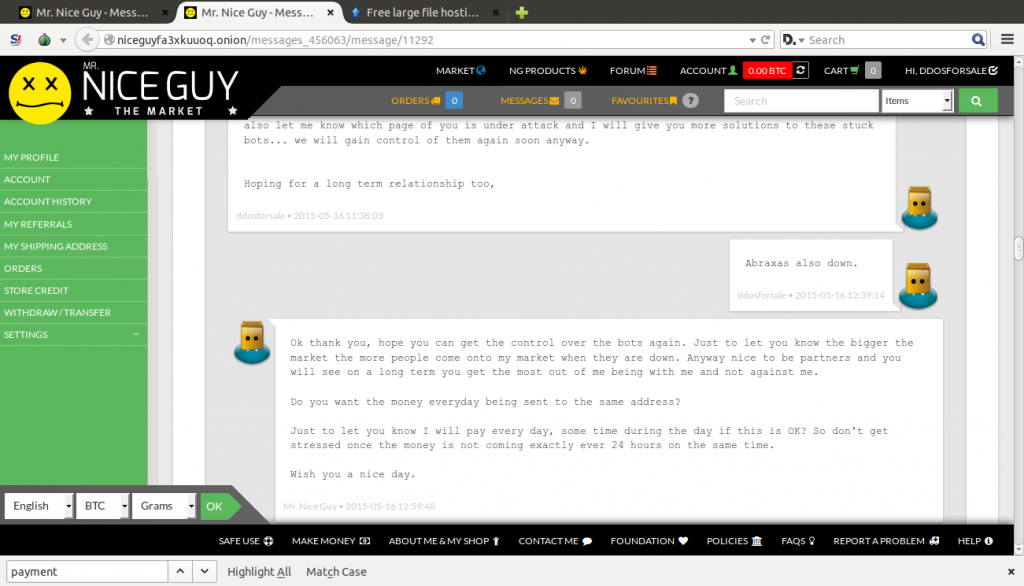 Mr. Nice Guy - Mess... × Mr. Nice Guy - Mess... × Free large file hosti... ×
niceguyfa3xkuuoq.onion/messages_456063/message/11292
Search
MR.
NICE GUY
THE MARKET
MARKET NG PRODUCTS FORUM ACCOUNT 0.00 BTC CART 0 HI, DDOSFORSALE
ORDERS 0 MESSAGES 0 FAVOURITES ? Search Items
MY PROFILE
ACCOUNT
ACCOUNT HISTORY
MY REFERRALS
MY SHIPPING ADDRESS
ORDERS
STORE CREDIT
WITHDRAW / TRANSFER
SETTINGS
also let me know which page of you is under attack and I will give you more solutions to these stuck
bots... we will gain control of them again soon anyway.
Hoping for a long term relationship too,
ddosforsale • 2015-05-16 11:38:03
Abraxas also down.
ddosforsale • 2015-05-16 12:39:14
Ok thank you, hope you can get the control over the bots again. Just to let you know the bigger the
market the more people come onto my market when they are down. Anyway nice to be partners and you
will see on a long term you get the most out of me being with me and not against me.
Do you want the money everyday being sent to the same address?
Just to let you know I will pay every day, some time during the day if this is OK? So don't get
stressed once the money is not coming exactly ever 24 hours on the same time.
Wish you a nice day.
Mr. Nice Guy • 2015-05-16 12:59:48
English BTC Grams OK
SAFE USE MAKE MONEY ABOUT ME & MY SHOP CONTACT ME FOUNDATION POLICIES FAQS REPORT A PROBLEM HELP
payment Highlight All Match Case